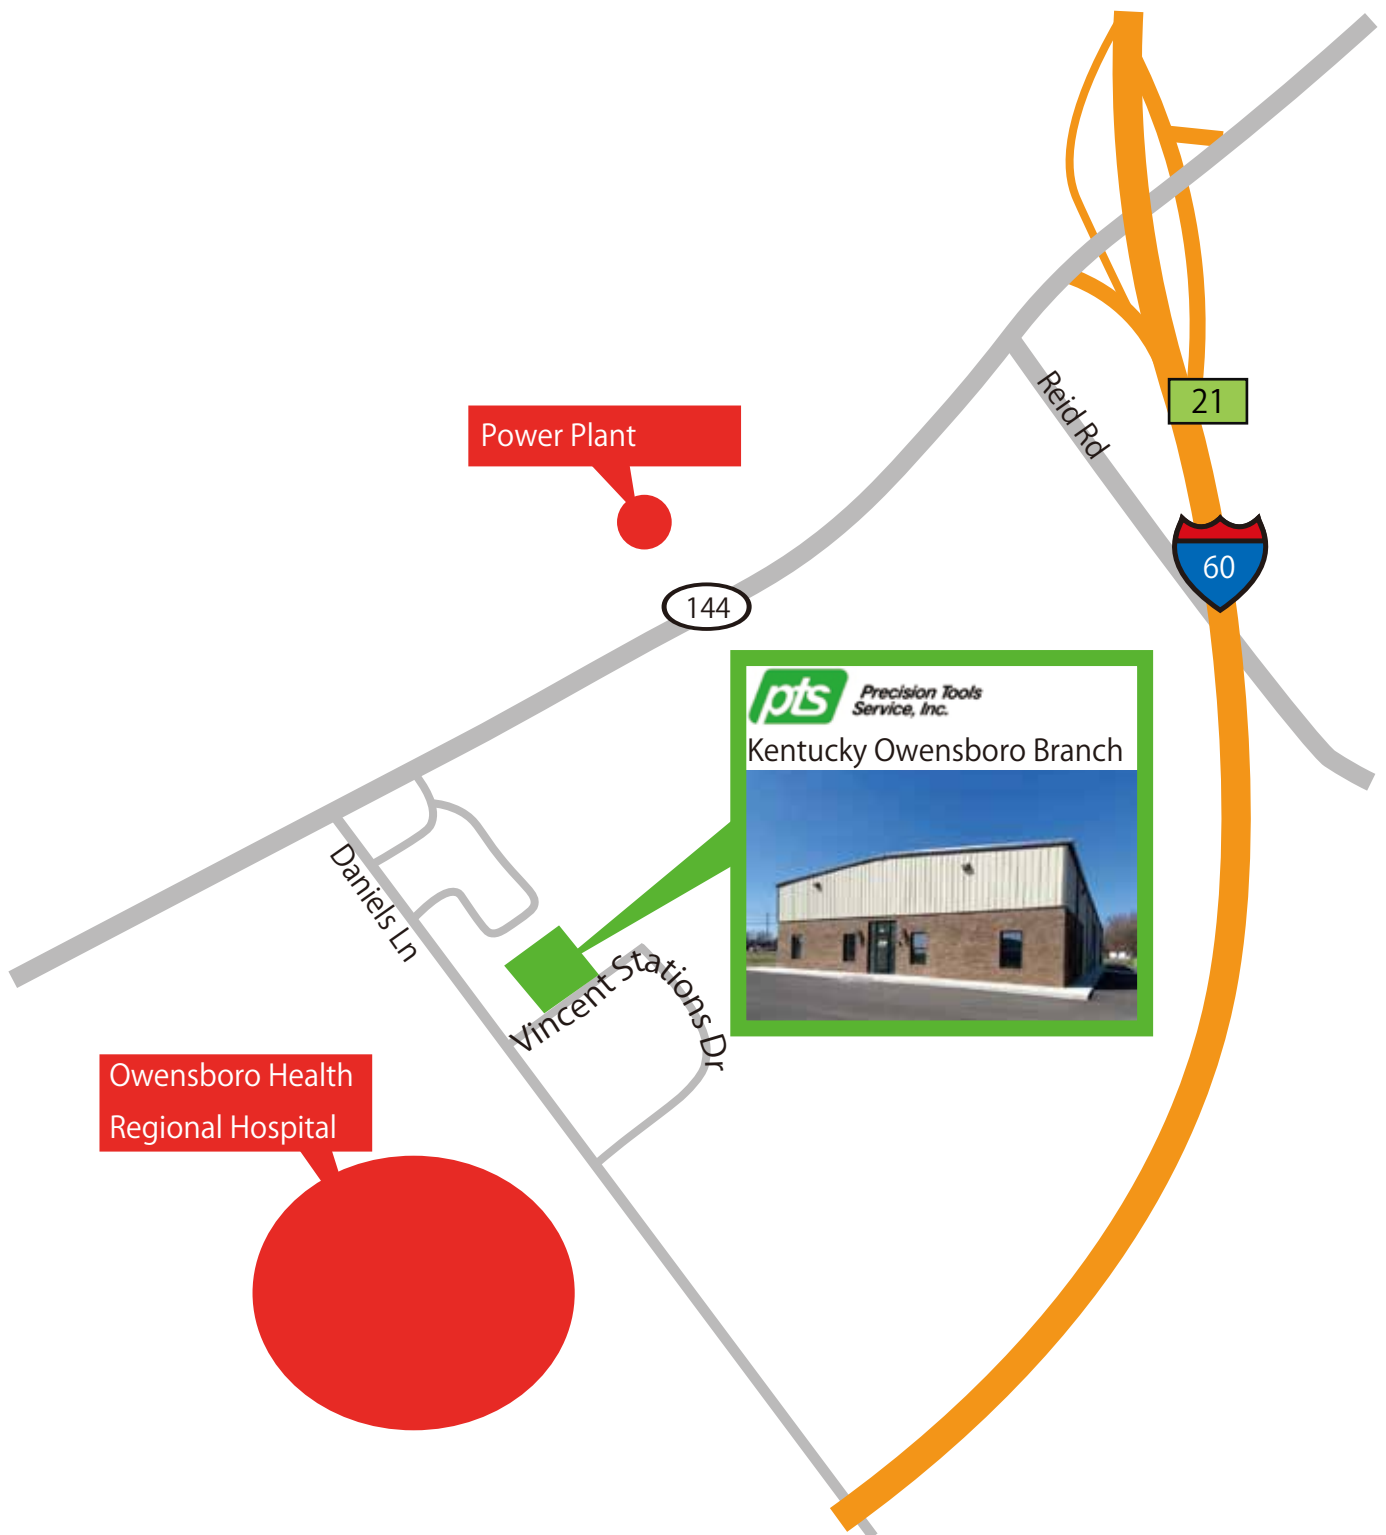 21
Reid Rd
Power Plant
60
144
pts
Precision Tools
Service, Inc.
Kentucky Owensboro Branch
Daniels Ln
Vincent Stations Dr
Owensboro Health
Regional Hospital